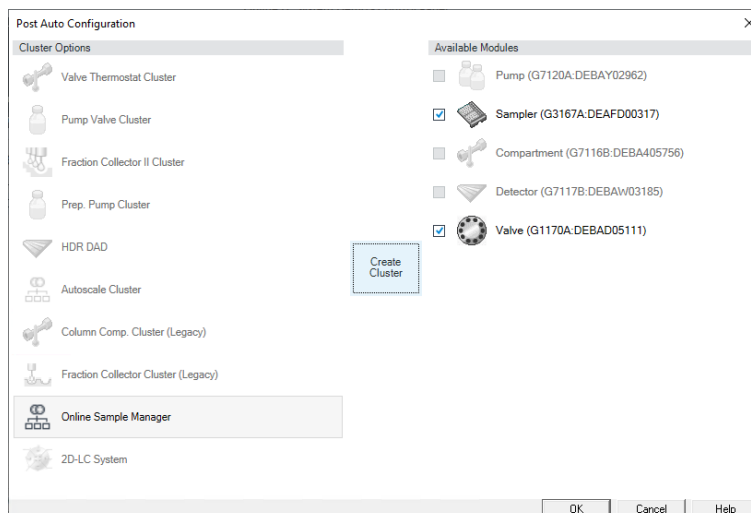 Post Auto Configuration
Cluster Options
Valve Thermostat Cluster
Pump Valve Cluster
Fraction Collector II Cluster
Prep. Pump Cluster
HDR DAD
Autoscale Cluster
Column Comp. Cluster (Legacy)
Fraction Collector Cluster (Legacy)
Online Sample Manager
2D-LC System
Create
Cluster
Available Modules
Pump (G7120A:DEBAY02962)
Sampler (G3167A:DEAFD00317)
Compartment (G7116B:DEBA405756)
Detector (G7117B:DEBAW03185)
Valve (G1170A:DEBAD05111)
OK Cancel Help